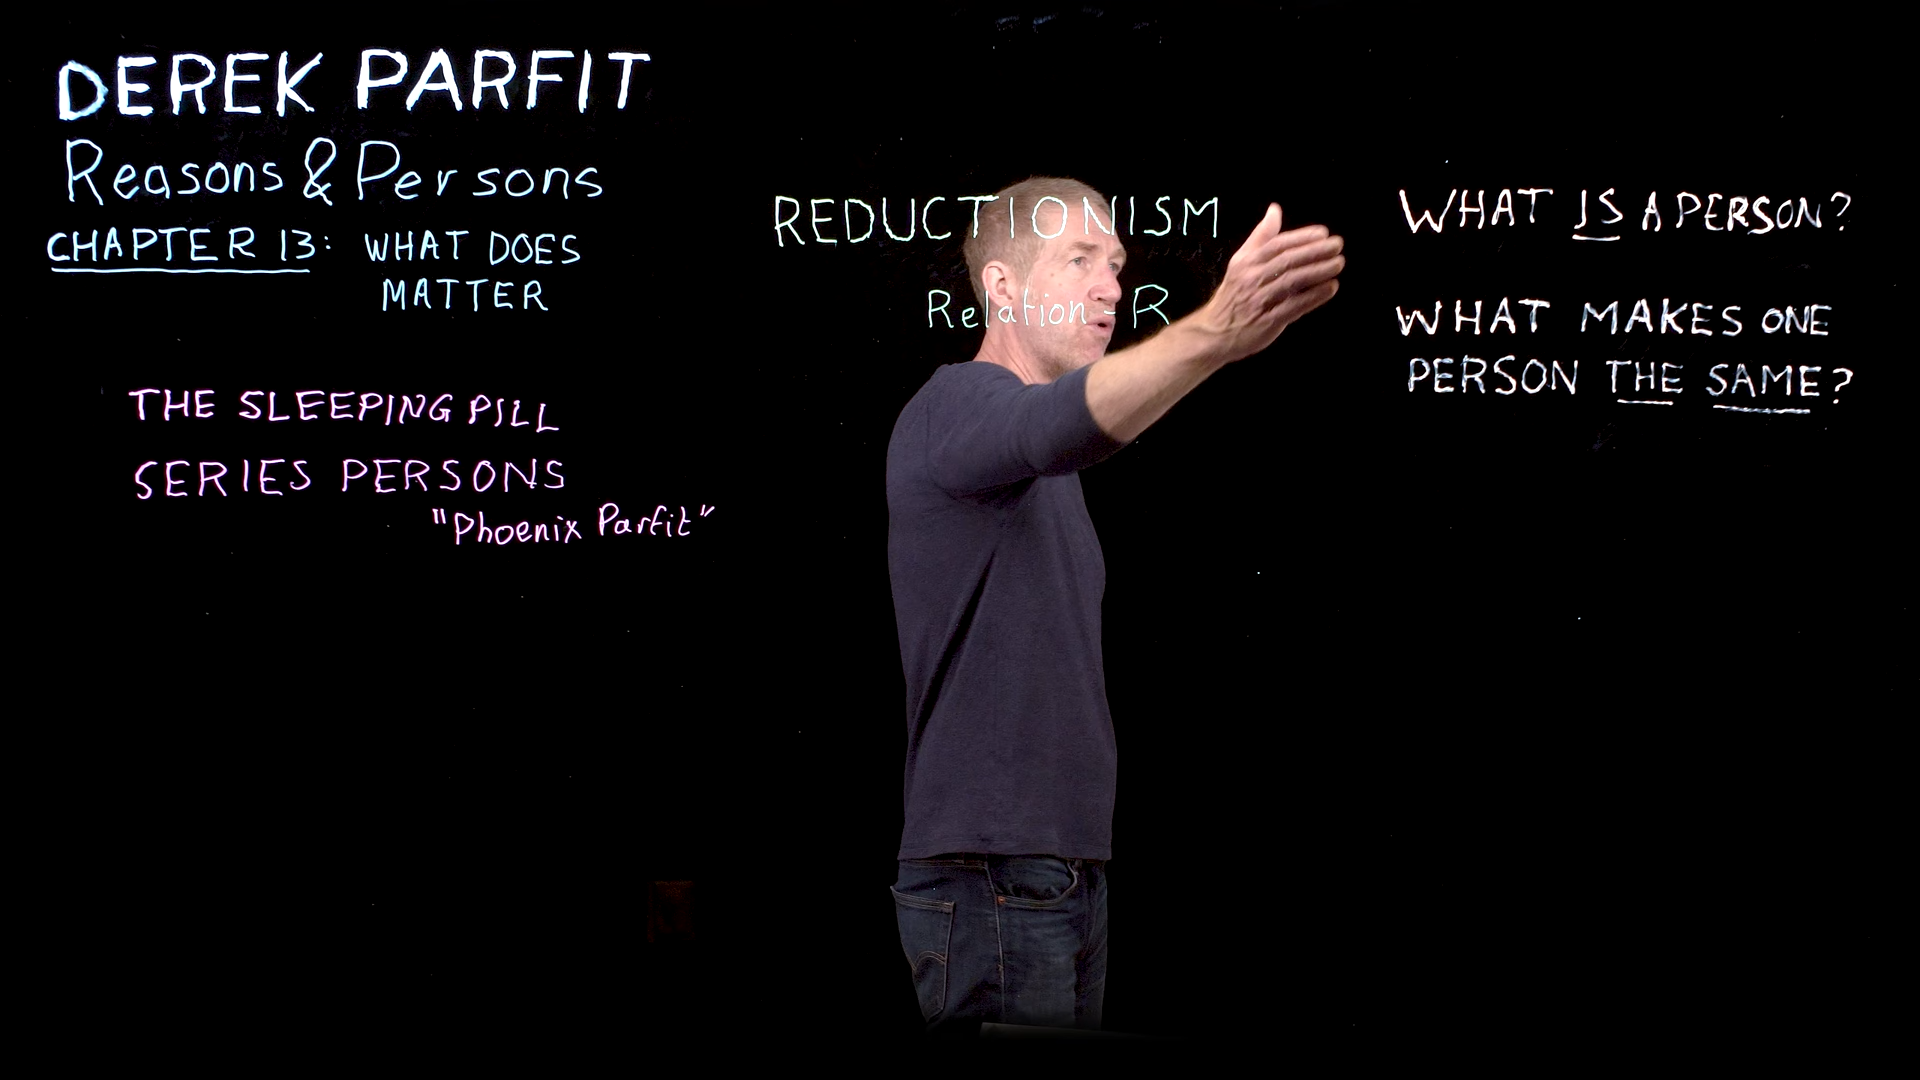 DEREK PARFIT
Reasons & Persons
CHAPTER 13: WHAT DOES
MATTER
THE SLEEPING PILL
SERIES PERSONS
"Phoenix Parfit"
REDUCTIONISM
Relation-R
WHAT IS A PERSON?
WHAT MAKES ONE
PERSON THE SAME?